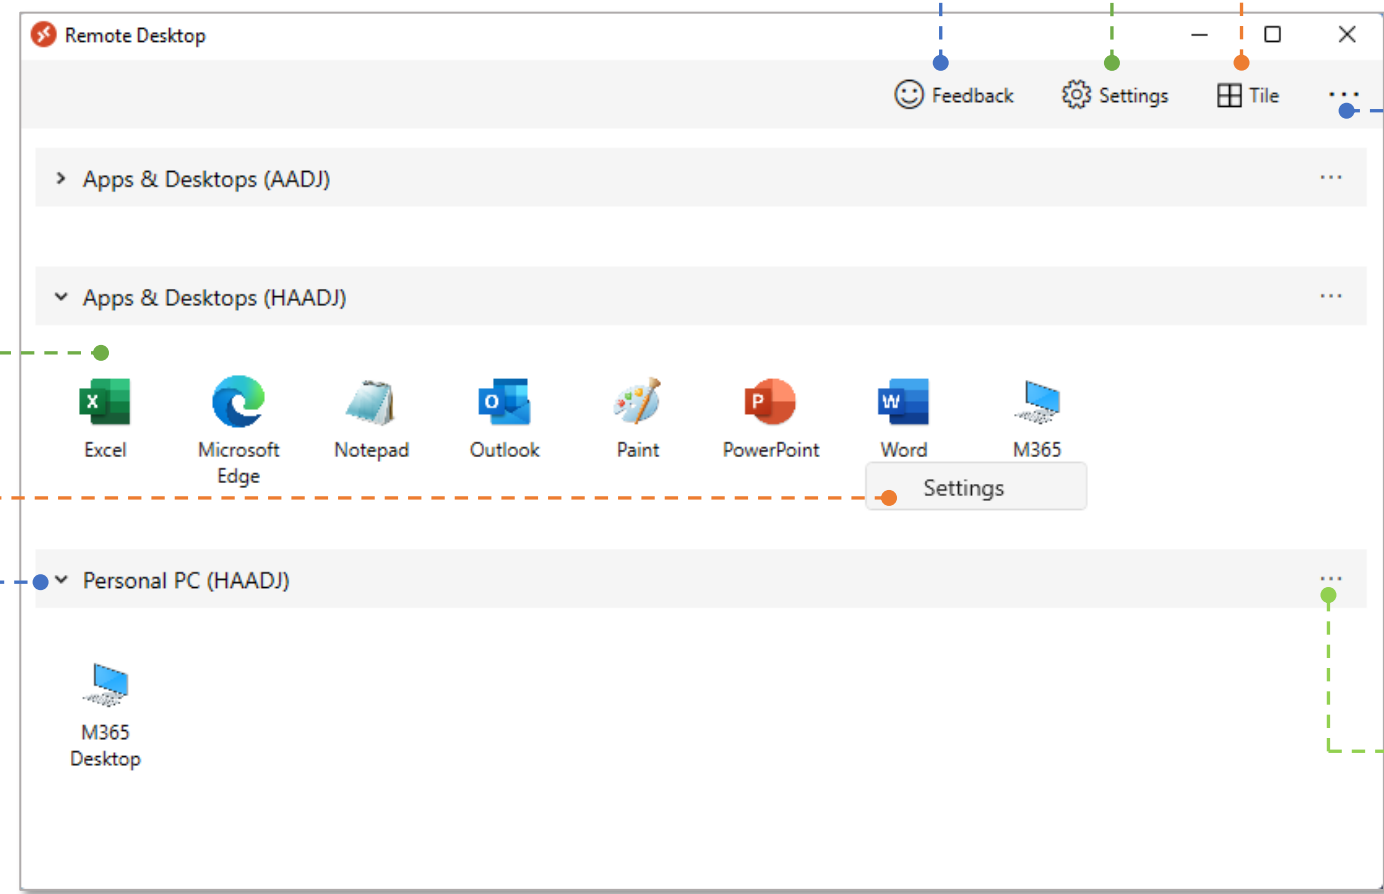 Remote Desktop
Feedback Settings Tile
Apps & Desktops (AADJ)
Apps & Desktops (HAADJ)
Excel Microsoft Notepad Outlook Paint PowerPoint Word M365
Edge
Settings
Personal PC (HAADJ)
M365
Desktop